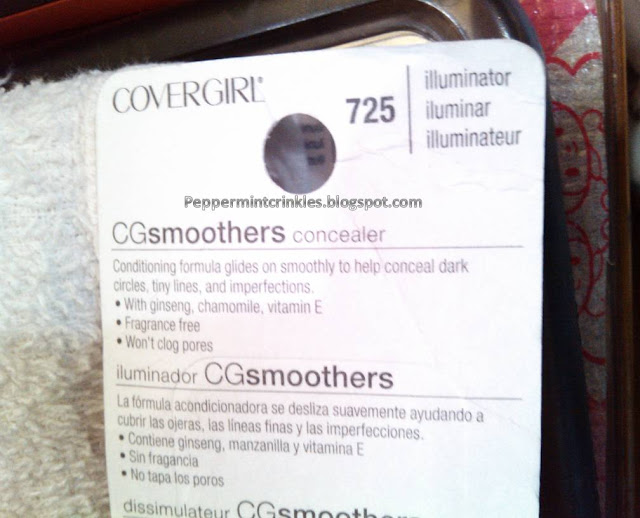 COVERGIRL®
725
illuminator
iluminar
illuminateur
Peppermintcrinkles.blogspot.com
CGsmoothers concealer
Conditioning formula glides on smoothly to help conceal dark
circles, tiny lines, and imperfections.
• With ginseng, chamomile, vitamin E
• Fragrance free
• Won't clog pores
iluminador CGsmoothers
La fórmula acondicionadora se desliza suavemente ayudando a
cubrir las ojeras, las líneas finas y las imperfecciones.
• Contiene ginseng, manzanilla y vitamina E
• Sin fragancia
• No tapa los poros
dissimulateur CGsmoothers